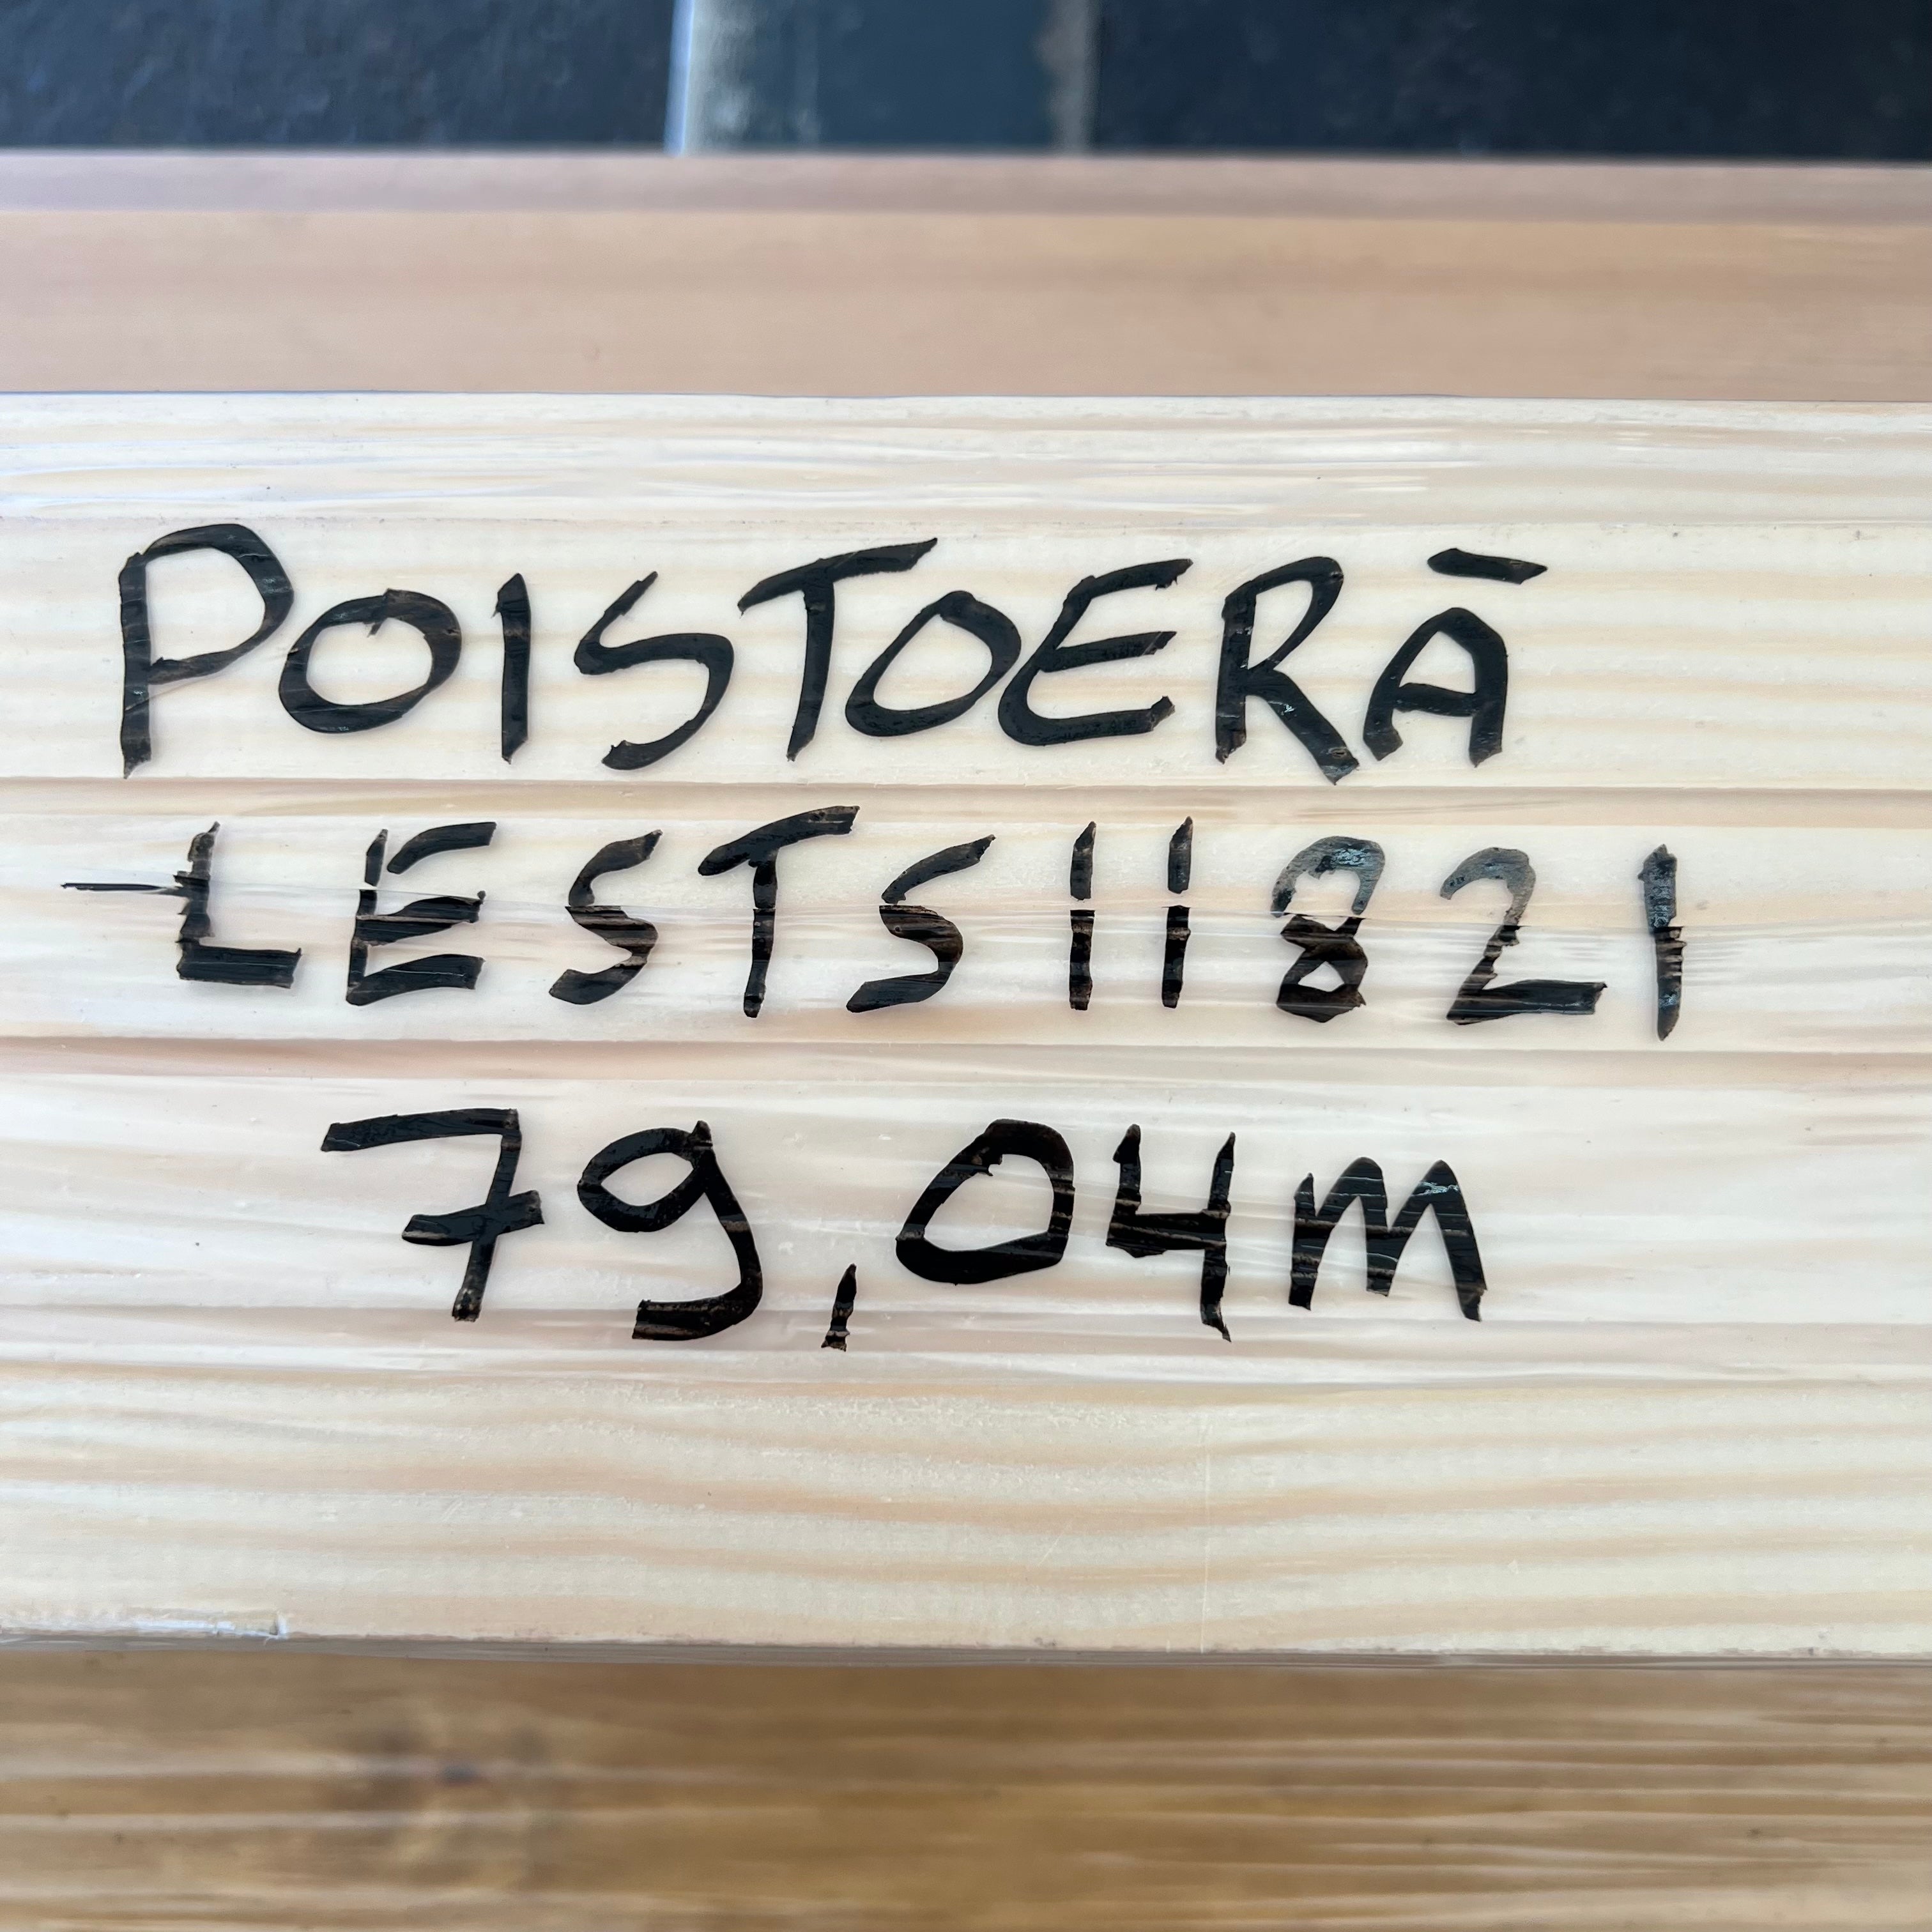 POISTOERĀ
LESTS11821
79,04m